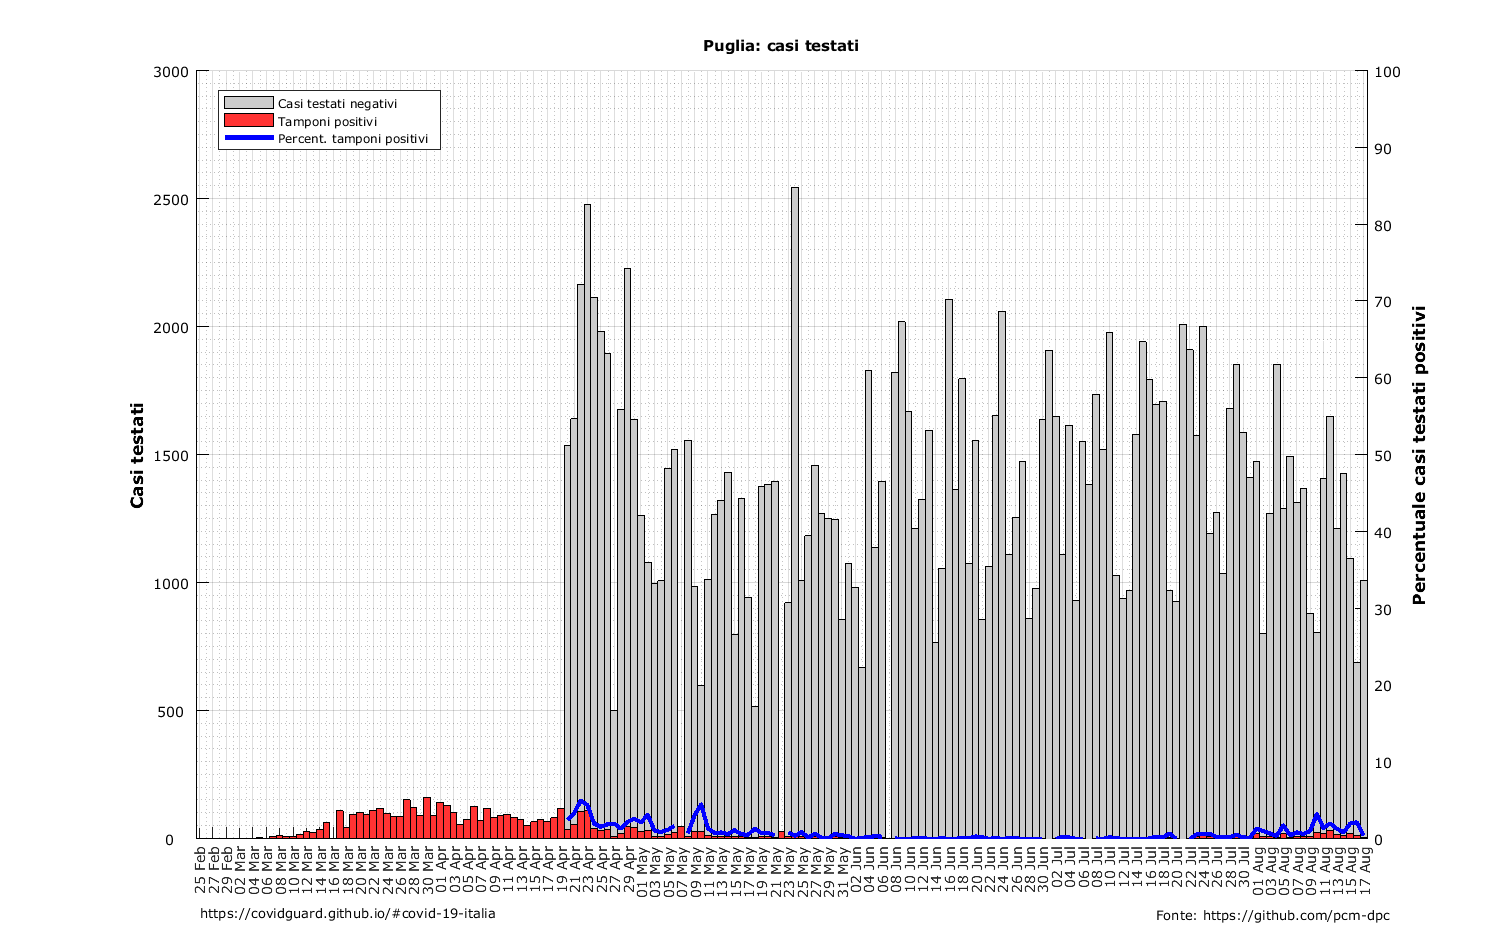 Puglia: casi testati
Casi testati negativi
Tamponi positivi
Percent. tamponi positivi
Casi testati
3000
2500
2000
1500
1000
500
0
100
90
80
70
60
50
40
30
20
10
0
Percentuale casi testati positivi
25 Feb
27 Feb
29 Feb
02 Mar
04 Mar
06 Mar
08 Mar
10 Mar
12 Mar
14 Mar
16 Mar
18 Mar
20 Mar
22 Mar
24 Mar
26 Mar
28 Mar
30 Mar
01 Apr
03 Apr
05 Apr
07 Apr
09 Apr
11 Apr
13 Apr
15 Apr
17 Apr
19 Apr
21 Apr
23 Apr
25 Apr
27 Apr
29 Apr
01 May
03 May
05 May
07 May
09 May
11 May
13 May
15 May
17 May
19 May
21 May
23 May
25 May
27 May
29 May
31 May
02 Jun
04 Jun
06 Jun
08 Jun
10 Jun
12 Jun
14 Jun
16 Jun
18 Jun
20 Jun
22 Jun
24 Jun
26 Jun
28 Jun
30 Jun
02 Jul
04 Jul
06 Jul
08 Jul
10 Jul
12 Jul
14 Jul
16 Jul
18 Jul
20 Jul
22 Jul
24 Jul
26 Jul
28 Jul
30 Jul
01 Aug
03 Aug
05 Aug
07 Aug
09 Aug
11 Aug
13 Aug
15 Aug
17 Aug
https://covidguard.github.io/#covid-19-italia
Fonte: https://github.com/pcm-dpc